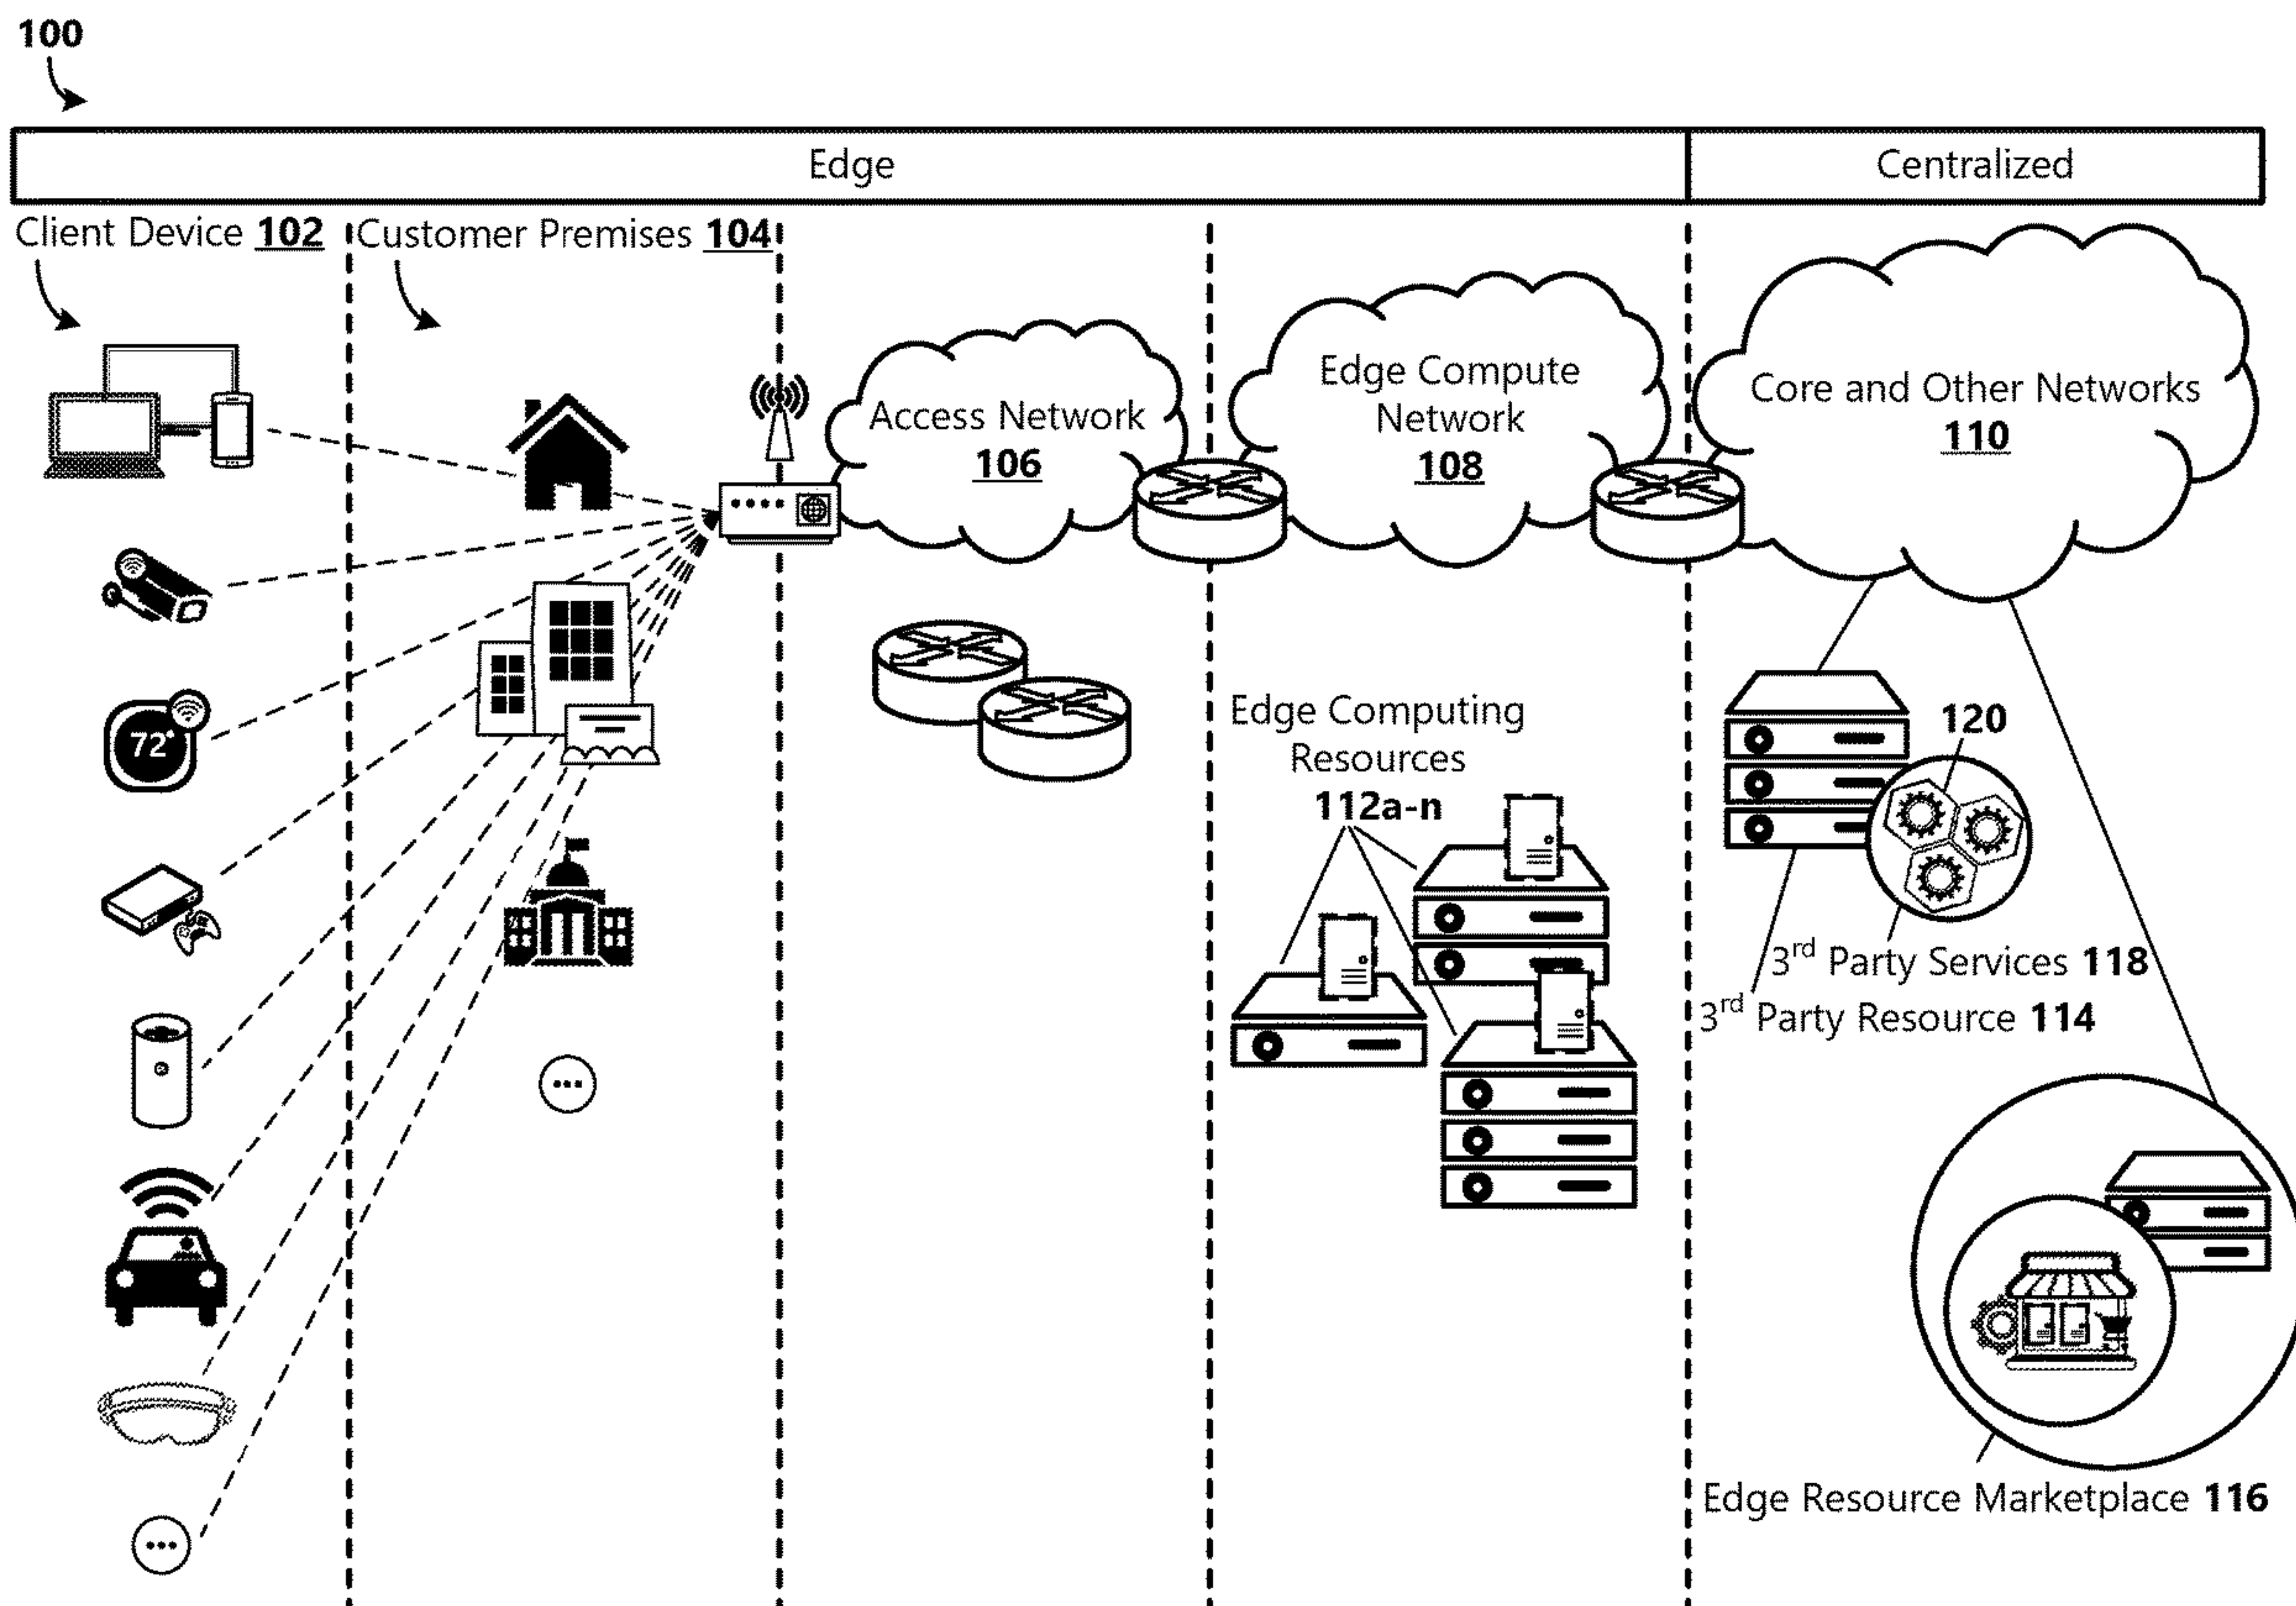 100
Edge
Centralized
Client Device 102
Customer Premises 104
Access Network
106
Edge Compute
Network
108
Core and Other Networks
110
72°
Edge Computing
Resources
112a-n
120
3rd Party Services 118
3rd Party Resource 114
Edge Resource Marketplace 116